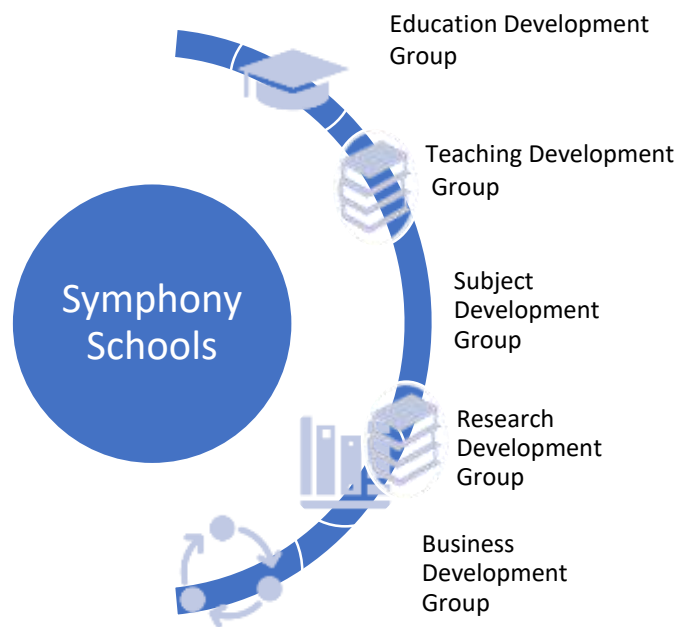 Education Development
Group
Teaching Development
Group
Symphony
Schools
Subject
Development
Group
Research
Development
Group
Business
Development
Group